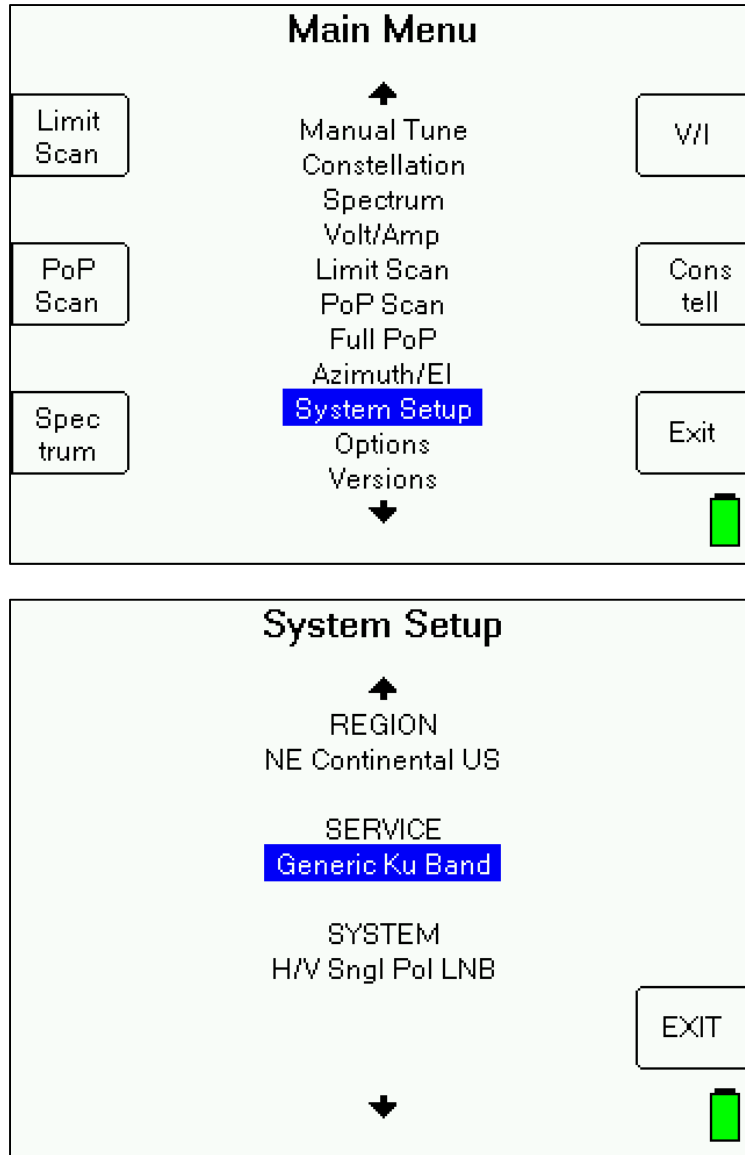 Main Menu
Limit
Scan
PoP
Scan
Spec
trum
Manual Tune
Constellation
Spectrum
Volt/Amp
Limit Scan
PoP Scan
Full PoP
Azimuth/El
System Setup
Options
Versions
V/I
Cons
tell
Exit
System Setup
REGION
NE Continental US
SERVICE
Generic Ku Band
SYSTEM
H/V Sngl Pol LNB
EXIT